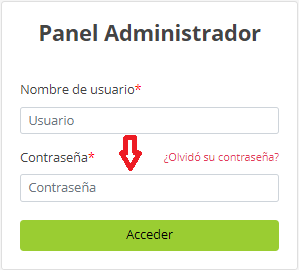 Panel Administrador
Nombre de usuario*
Usuario
Contraseña* ¿Olvidó su contraseña?
Contraseña
Acceder